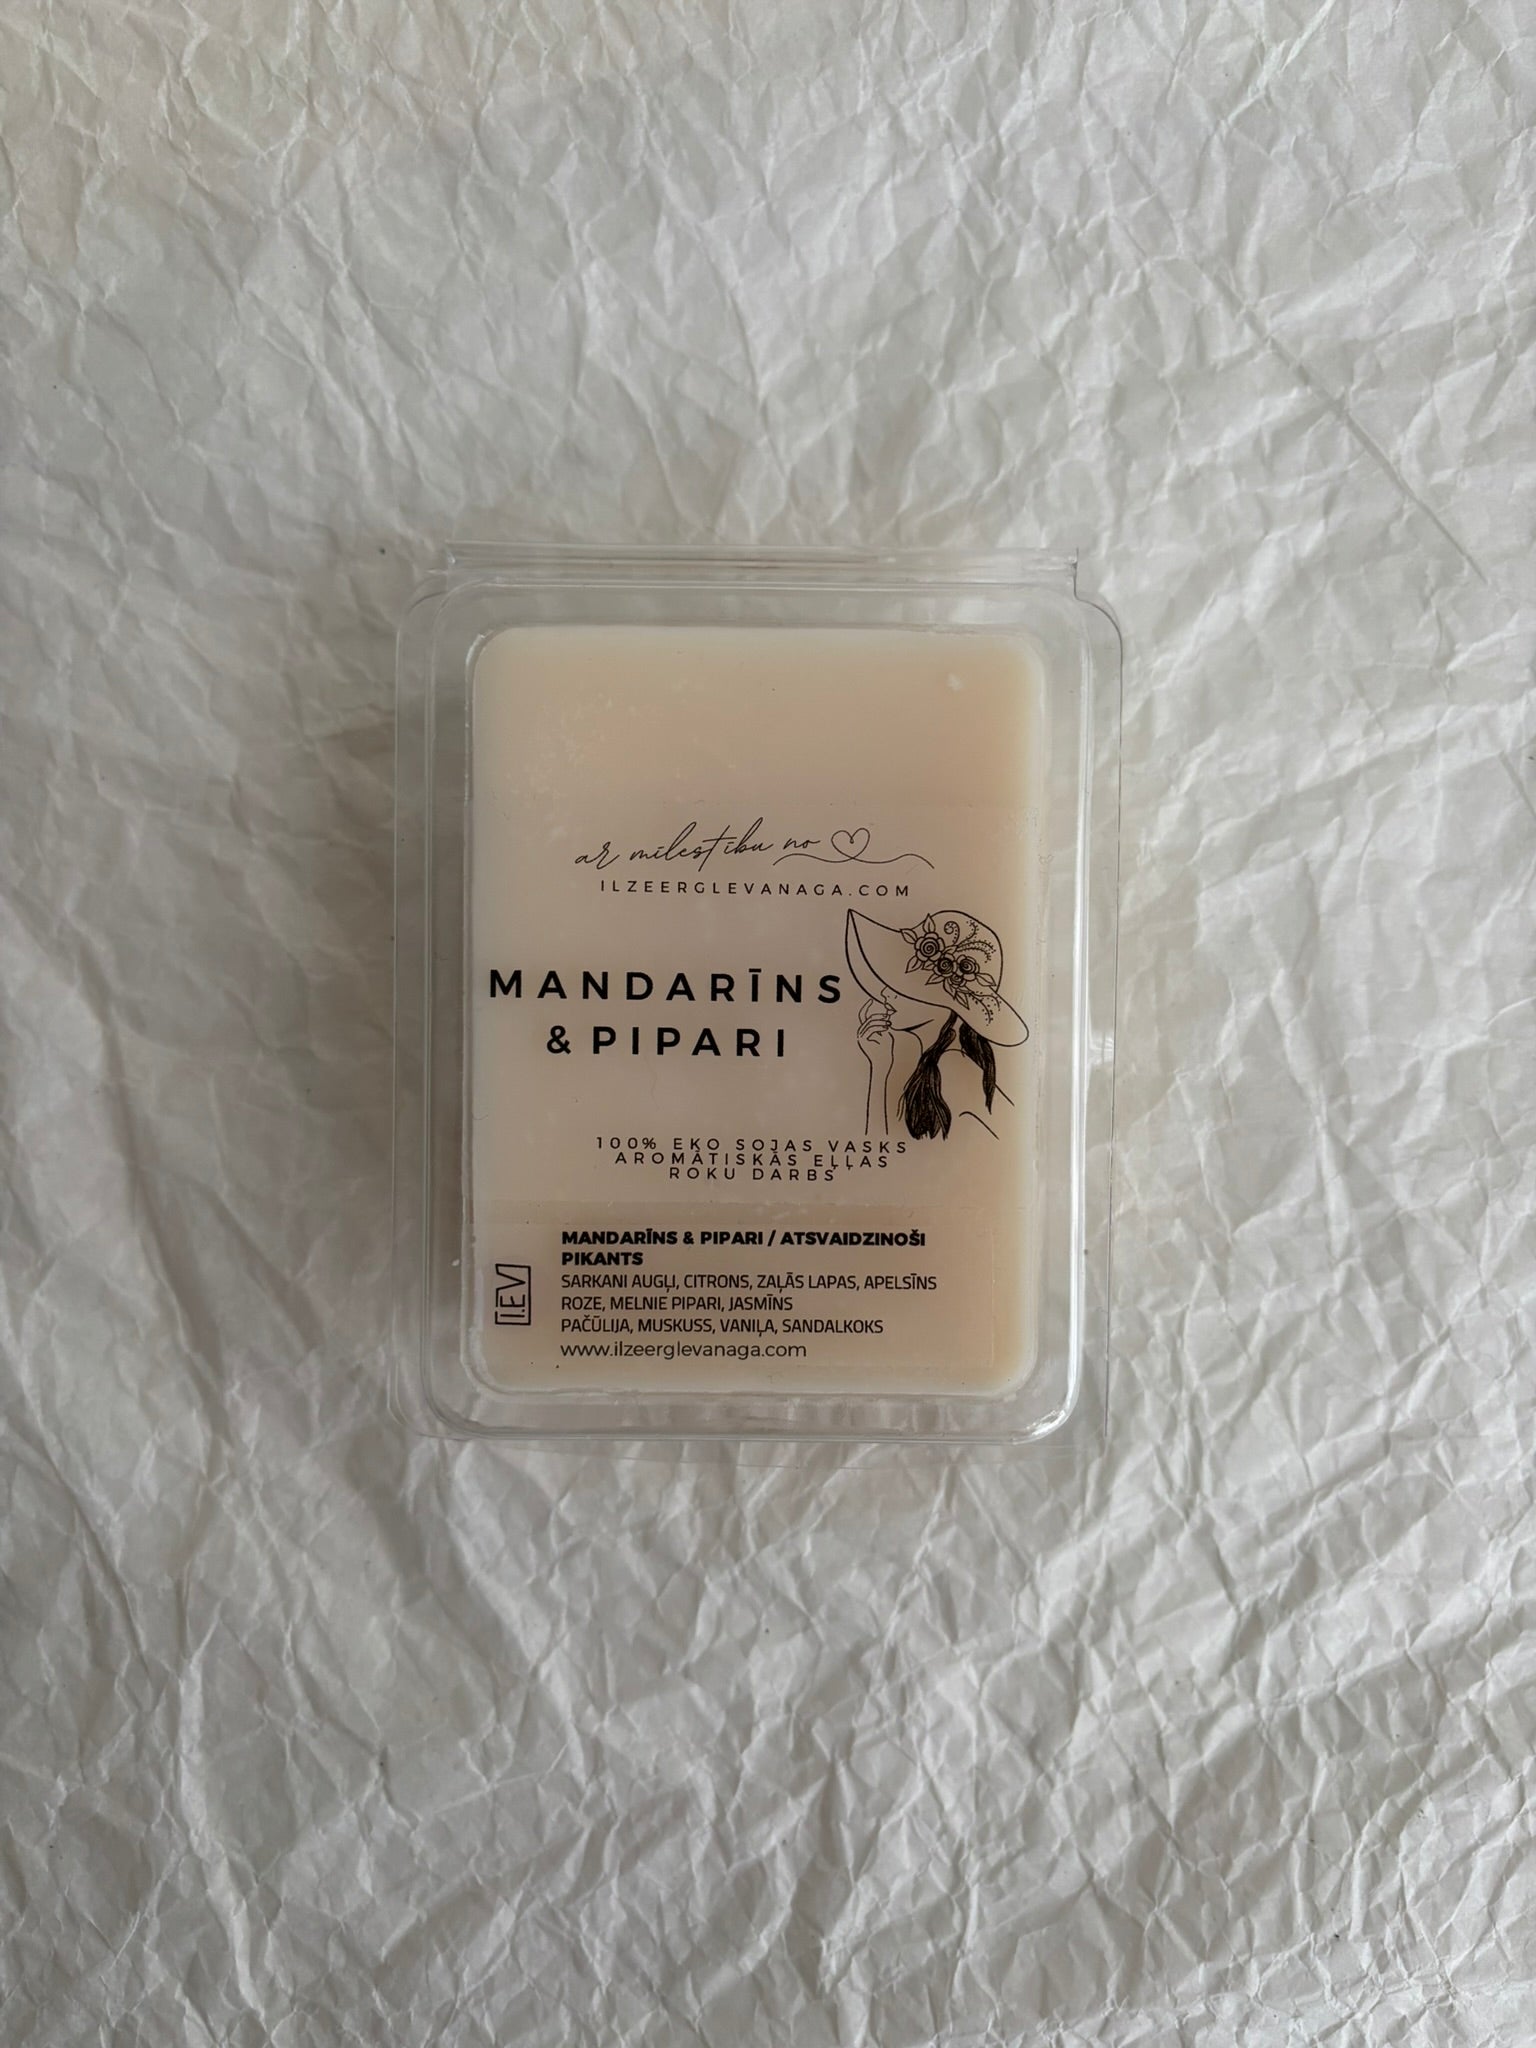 ar mīlestību no
ILZEERGLEVANAGA.COM
MANDARĪNS
& PIPARI
100% EKO SOJAS VASKS
AROMĀTISKĀS EĻĻAS
ROKU DARBS
MANDARĪNS & PIPARI / ATSVAIDZINOŠI
PIKANTS
SARKANI AUGĻI, CITRONS, ZAĻĀS LAPAS, APELSĪNS
ROZE, MELNIE PIPARI, JASMĪNS
PAČŪLIJA, MUSKUSS, VANIĻA, SANDALKOKS
www.ilzeerglevanaga.com
I.EV